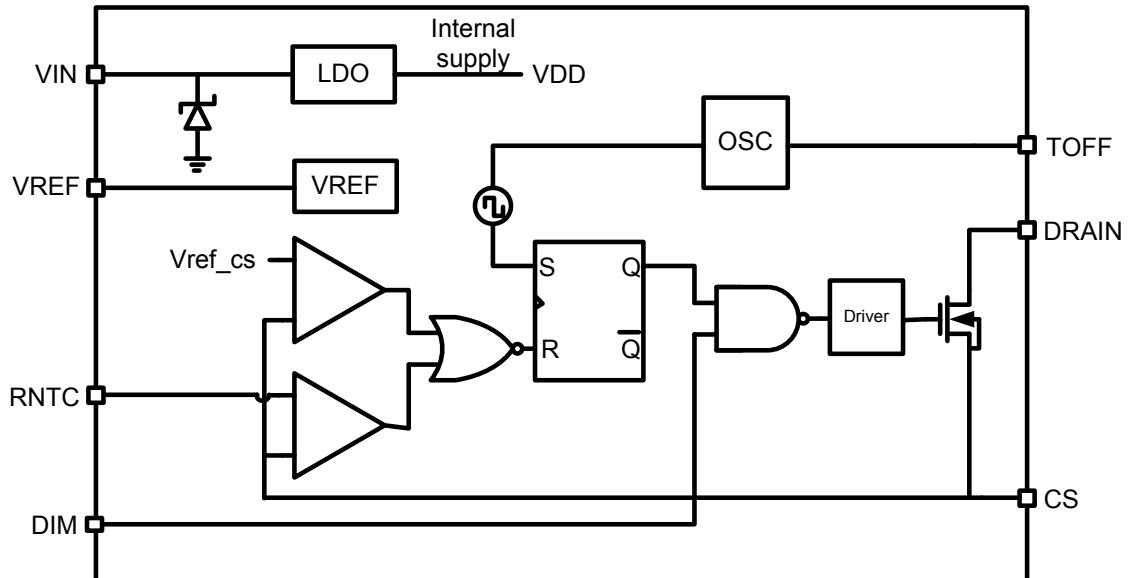 Internal
supply
VIN
LDO
VDD
OSC
TOFF
VREF
VREF
DRAIN
Vref_cs
S
Q
Driver
R
Q
RNTC
CS
DIM